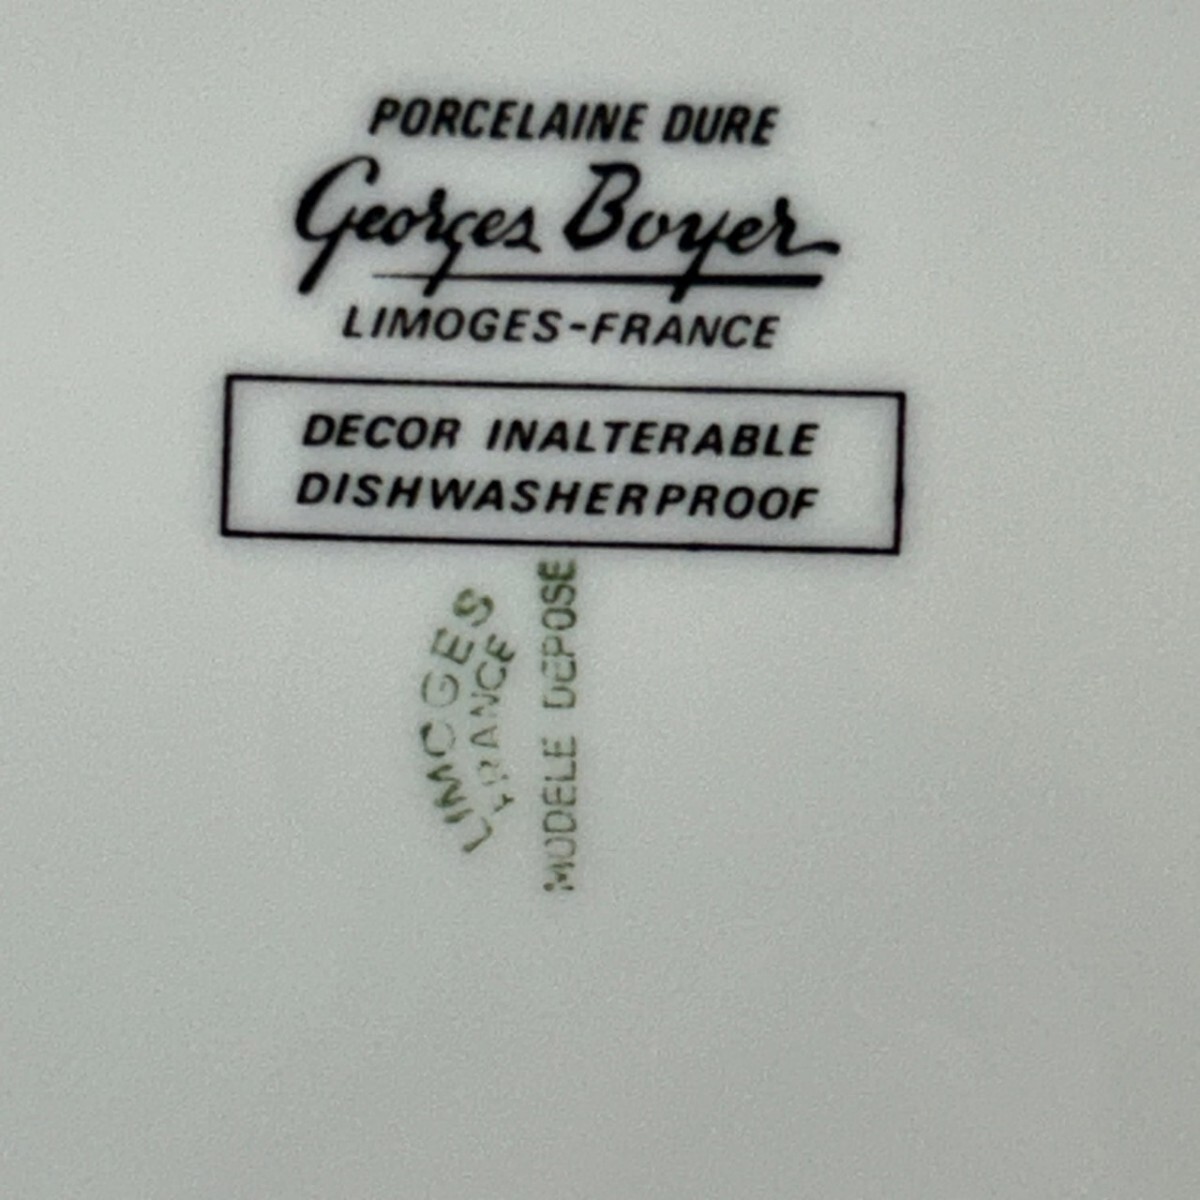 PORCELAINE DURE
Georges Boyer
LIMOGES-FRANCE
DECOR INALTERABLE
DISHWASHERPROOF
LIMOGES
FRANCE
MODELE DEPOSE